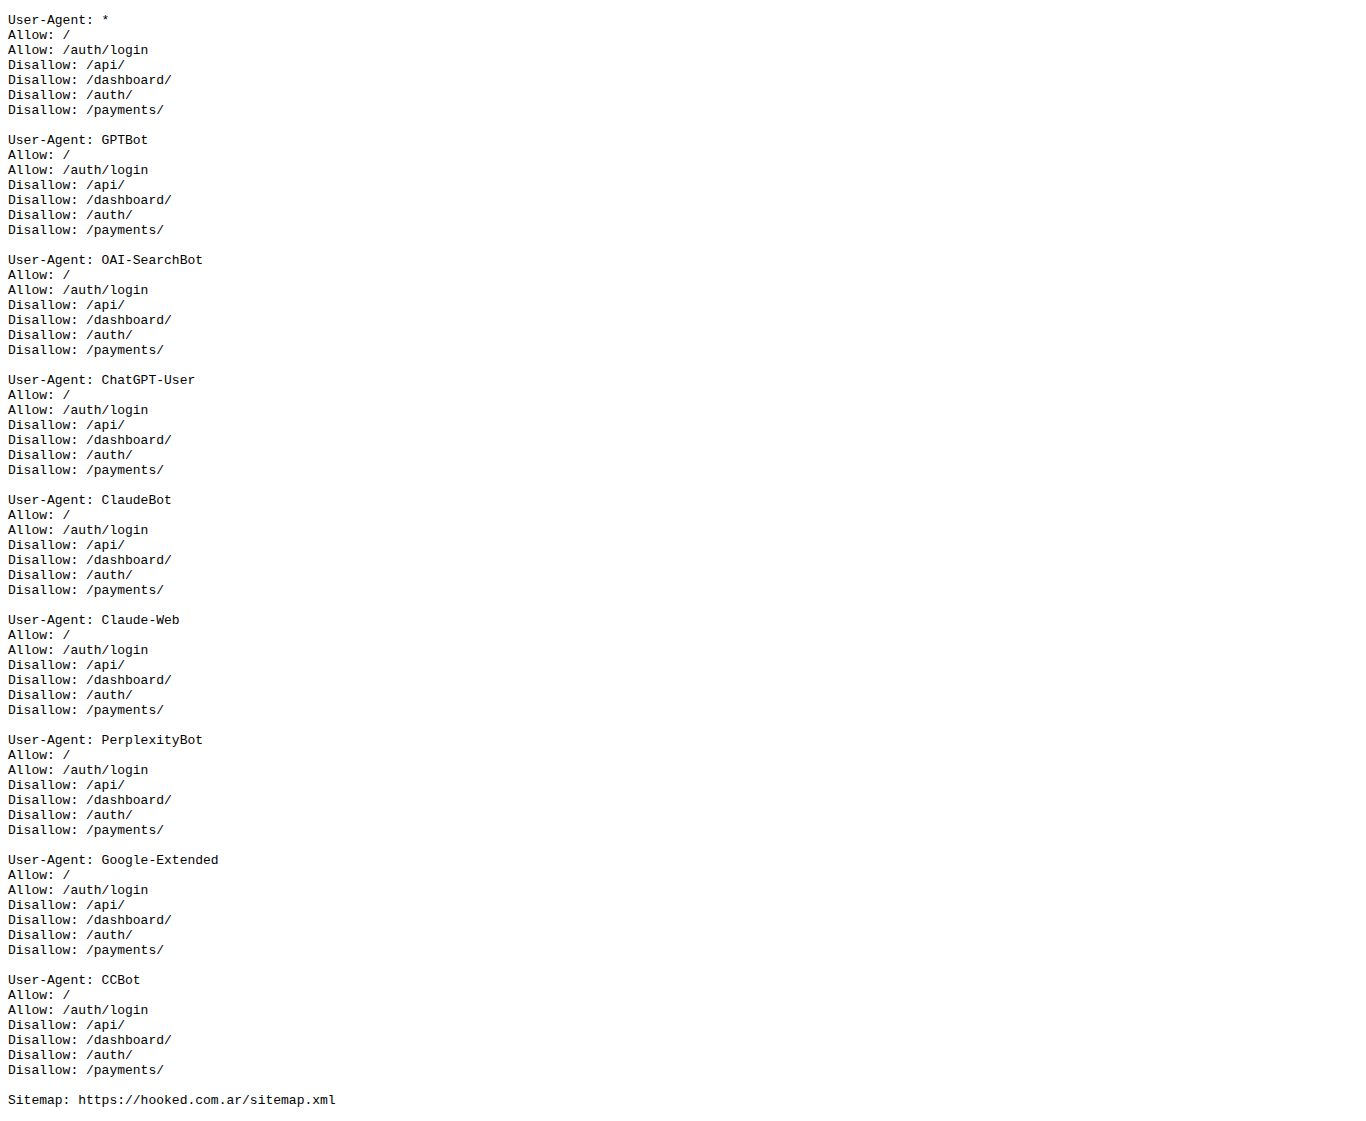 User-Agent: *
Allow: /
Allow: /auth/login
Disallow: /api/
Disallow: /dashboard/
Disallow: /auth/
Disallow: /payments/

User-Agent: GPTBot
Allow: /
Allow: /auth/login
Disallow: /api/
Disallow: /dashboard/
Disallow: /auth/
Disallow: /payments/

User-Agent: OAI-SearchBot
Allow: /
Allow: /auth/login
Disallow: /api/
Disallow: /dashboard/
Disallow: /auth/
Disallow: /payments/

User-Agent: ChatGPT-User
Allow: /
Allow: /auth/login
Disallow: /api/
Disallow: /dashboard/
Disallow: /auth/
Disallow: /payments/

User-Agent: ClaudeBot
Allow: /
Allow: /auth/login
Disallow: /api/
Disallow: /dashboard/
Disallow: /auth/
Disallow: /payments/

User-Agent: Claude-Web
Allow: /
Allow: /auth/login
Disallow: /api/
Disallow: /dashboard/
Disallow: /auth/
Disallow: /payments/

User-Agent: PerplexityBot
Allow: /
Allow: /auth/login
Disallow: /api/
Disallow: /dashboard/
Disallow: /auth/
Disallow: /payments/

User-Agent: Google-Extended
Allow: /
Allow: /auth/login
Disallow: /api/
Disallow: /dashboard/
Disallow: /auth/
Disallow: /payments/

User-Agent: CCBot
Allow: /
Allow: /auth/login
Disallow: /api/
Disallow: /dashboard/
Disallow: /auth/
Disallow: /payments/

Sitemap: https://hooked.com.ar/sitemap.xml